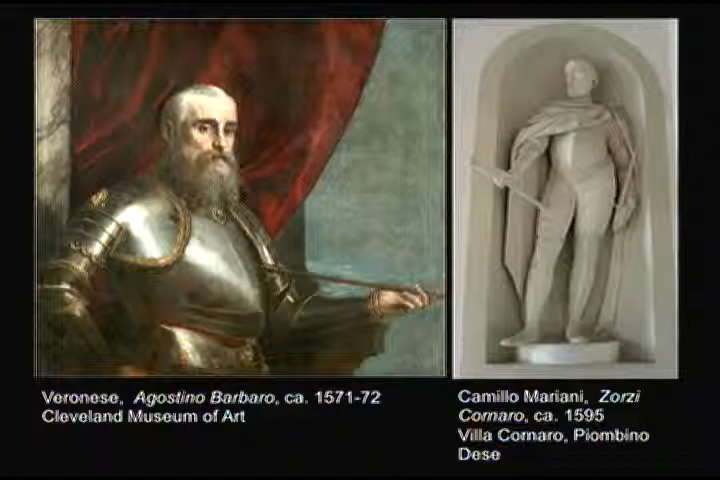 Veronese, Agostino Barbaro, ca. 1571-72
Cleveland Museum of Art
Camillo Mariani, Zorzi
Cornaro, ca. 1595
Villa Cornaro, Piombino
Dese